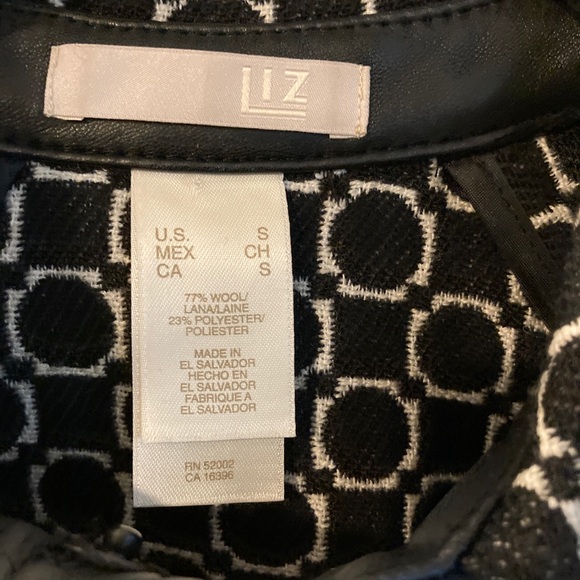 LIZ
U.S. S
MEX CH
CA S
77% WOOL/
LANA/LAINE
23% POLYESTER/
POLIESTER
MADE IN
EL SALVADOR
HECHO EN
EL SALVADOR
FABRIQUE A
EL SALVADOR
RN 52002
CA 16396